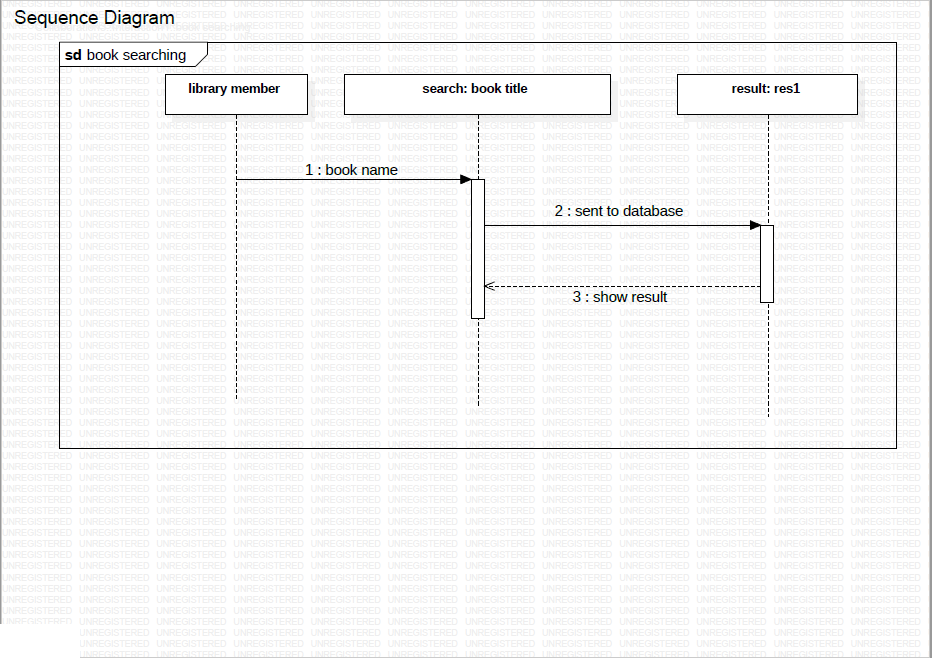 Sequence Diagram
sd book searching
library member
search: book title
result: res1
1 : book name
2 : sent to database
3 : show result
UNREGISTERED